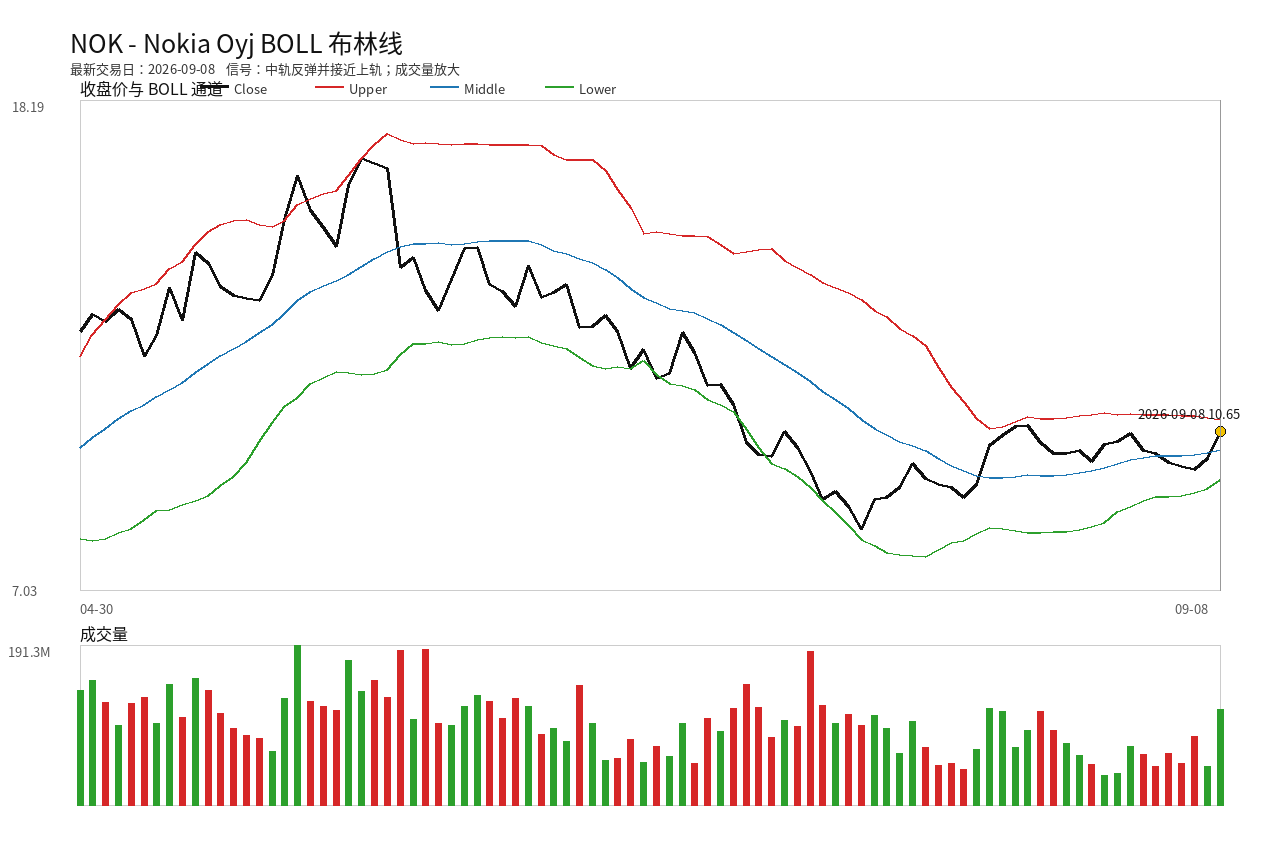 NOK - Nokia Oyj BOLL 布林线
最新交易日：2026-09-08 信号：中轨反弹并接近上轨；成交量放大
收盘价与 BOLL 通道 Close Upper Middle Lower
18.19
2026-09-08 10.65
7.03
04-30 09-08
成交量
191.3M